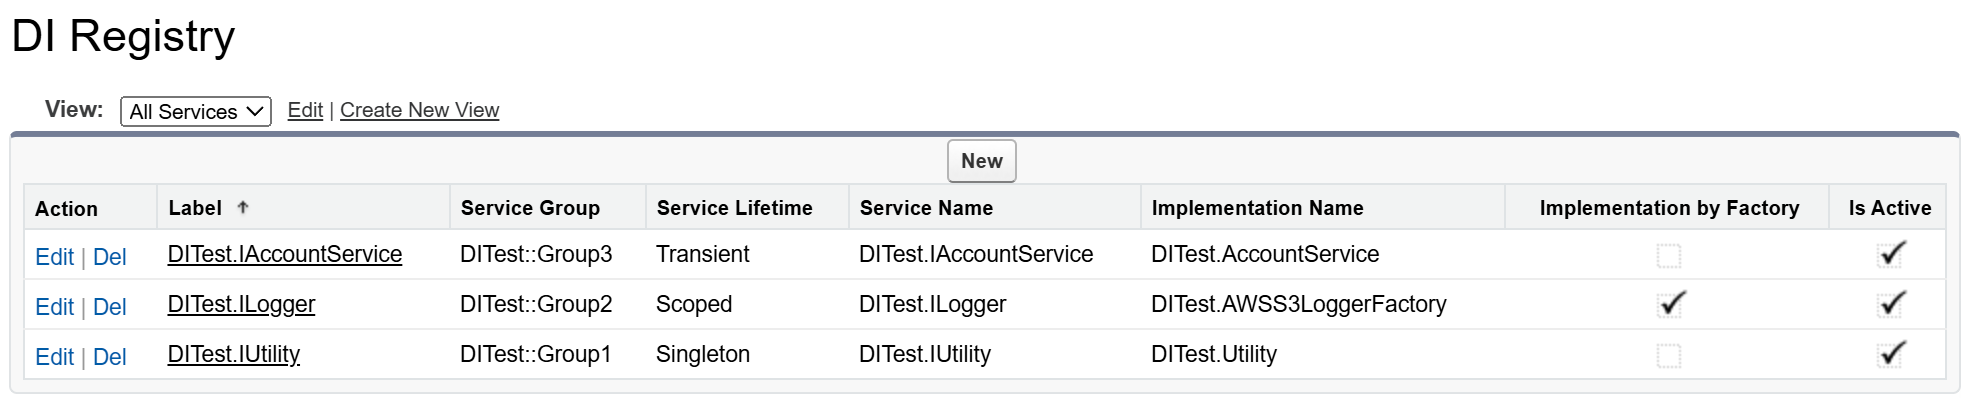 DI Registry
View: All Services Edit | Create New View
New
Action Label ↑ Service Group Service Lifetime Service Name Implementation Name Implementation by Factory Is Active
Edit | Del DITest.IAccountService DITest::Group3 Transient DITest.IAccountService DITest.AccountService
Edit | Del DITest.ILogger DITest::Group2 Scoped DITest.ILogger DITest.AWSS3LoggerFactory
Edit | Del DITest.IUtility DITest::Group1 Singleton DITest.IUtility DITest.Utility